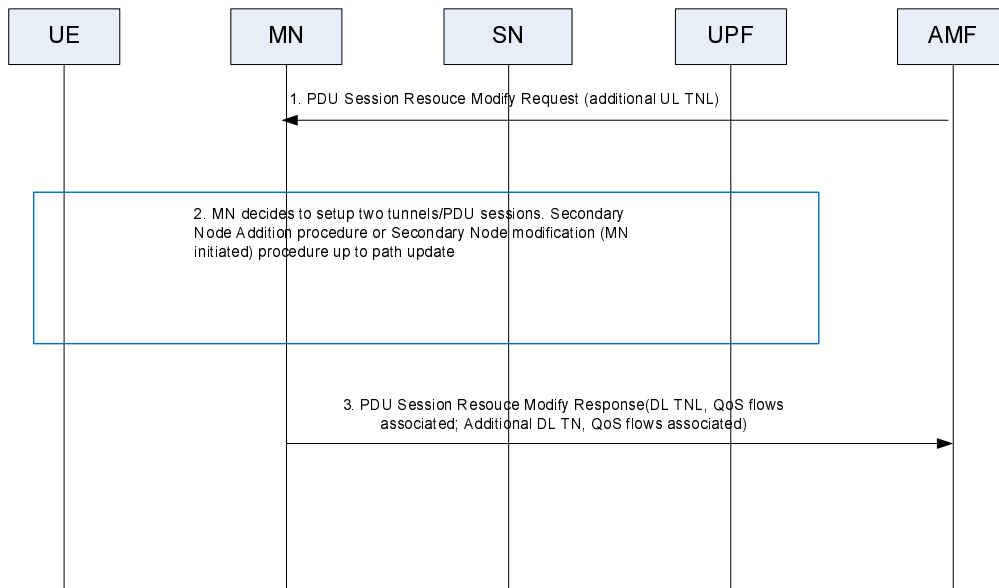 UE
MN
SN
UPF
AMF
1. PDU Session Resouce Modify Request (additional UL TNL)
2. MN decides to setup two tunnels/PDU sessions. Secondary
Node Addition procedure or Secondary Node modification (MN
initiated) procedure up to path update
3. PDU Session Resouce Modify Response(DL TNL, QoS flows
associated; Additional DL TN, QoS flows associated)